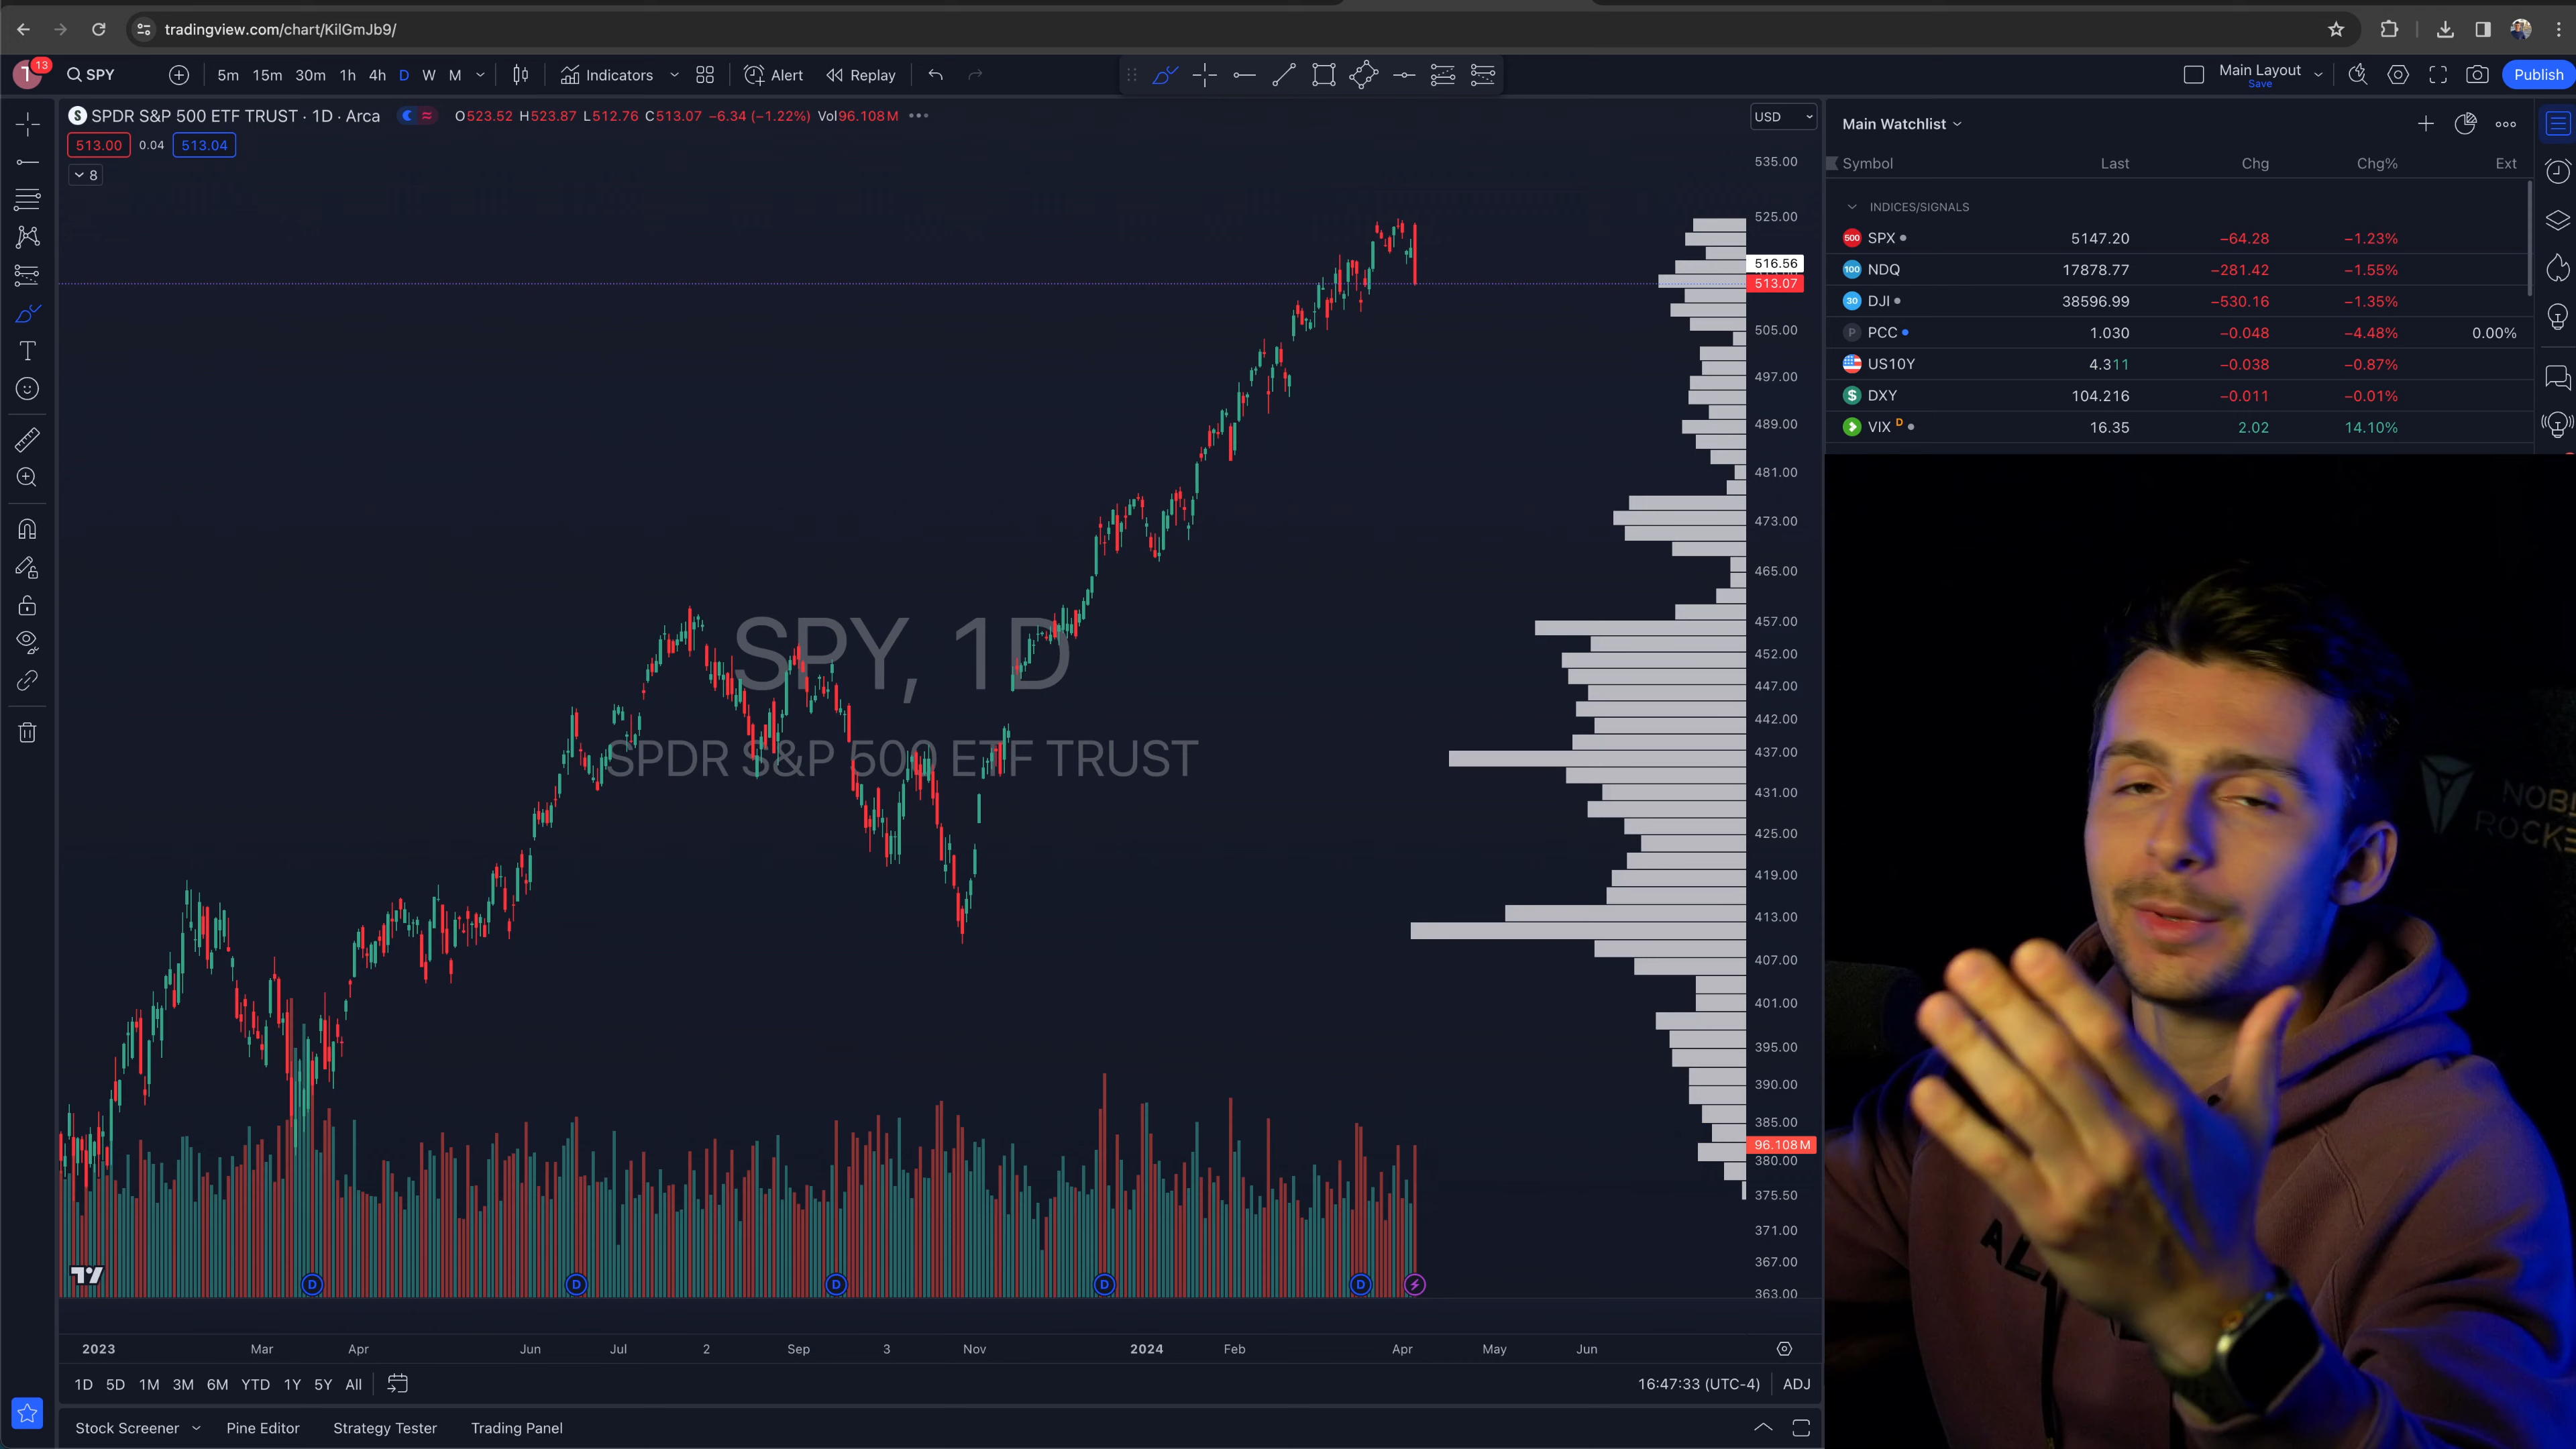 tradingview.com/chart/KilGmJb9/
T 13 SPY 5m 15m 30m 1h 4h D W M Indicators Alert Replay Main Layout Save Publish
S SPDR S&P 500 ETF TRUST · 1D · Arca O523.52 H523.87 L512.76 C513.07 −6.34 (−1.22%) Vol96.108M
513.00 0.04 513.04
8
USD
535.00
525.00
516.56
513.07
505.00
497.00
489.00
481.00
473.00
465.00
457.00
452.00
447.00
442.00
437.00
431.00
425.00
419.00
413.00
407.00
401.00
395.00
390.00
385.00
96.108M
380.00
375.50
371.00
367.00
363.00
SPY, 1D
SPDR S&P 500 ETF TRUST
D D D D D
2023 Mar Apr Jun Jul 2 Sep 3 Nov 2024 Feb Apr May Jun
1D 5D 1M 3M 6M YTD 1Y 5Y All 16:47:33 (UTC-4) ADJ
Stock Screener Pine Editor Strategy Tester Trading Panel
Main Watchlist
Symbol Last Chg Chg% Ext
INDICES/SIGNALS
500 SPX 5147.20 −64.28 −1.23%
100 NDQ 17878.77 −281.42 −1.55%
30 DJI 38596.99 −530.16 −1.35%
P PCC 1.030 −0.048 −4.48% 0.00%
US10Y 4.311 −0.038 −0.87%
$ DXY 104.216 −0.011 −0.01%
VIX D 16.35 2.02 14.10%